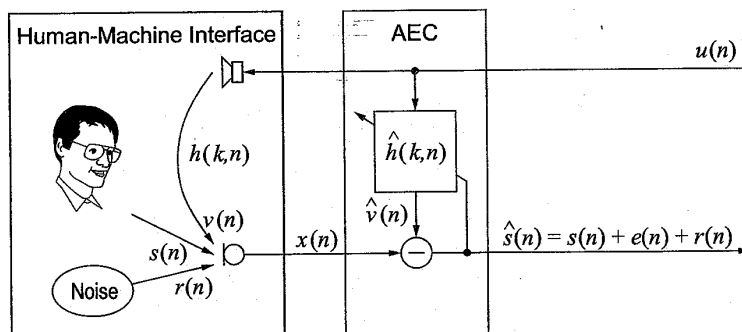 Human-Machine Interface
AEC
u(n)
h(k,n)
ĥ(k,n)
v(n)
v̂(n)
s(n)
x(n)
ŝ(n) = s(n) + e(n) + r(n)
Noise
r(n)